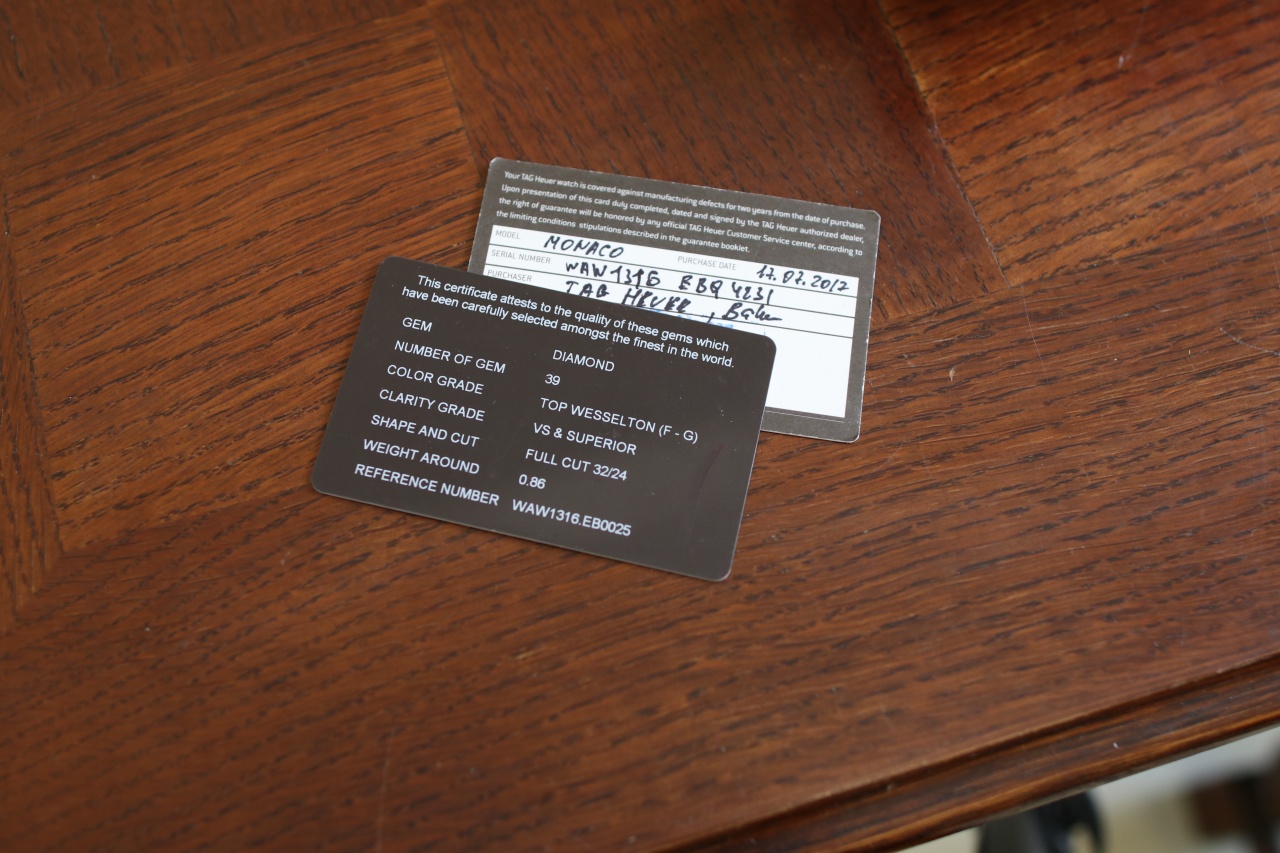 Your TAG Heuer watch is covered against manufacturing defects for two years from the date of purchase.
Upon presentation of this card duly completed, dated and signed by the TAG Heuer authorized dealer,
the right of guarantee will be honored by any official TAG Heuer Customer Service center, according to
the limiting conditions stipulations described in the guarantee booklet.
MODEL MONACO PURCHASE DATE 17.07.2017
SERIAL NUMBER WAW1316 EBQ 4231
PURCHASER TAG HEUER,
This certificate attests to the quality of these gems which
have been carefully selected amongst the finest in the world.
GEM DIAMOND
NUMBER OF GEM 39
COLOR GRADE TOP WESSELTON (F - G)
CLARITY GRADE VS & SUPERIOR
SHAPE AND CUT FULL CUT 32/24
WEIGHT AROUND 0.86
REFERENCE NUMBER WAW1316.EB0025